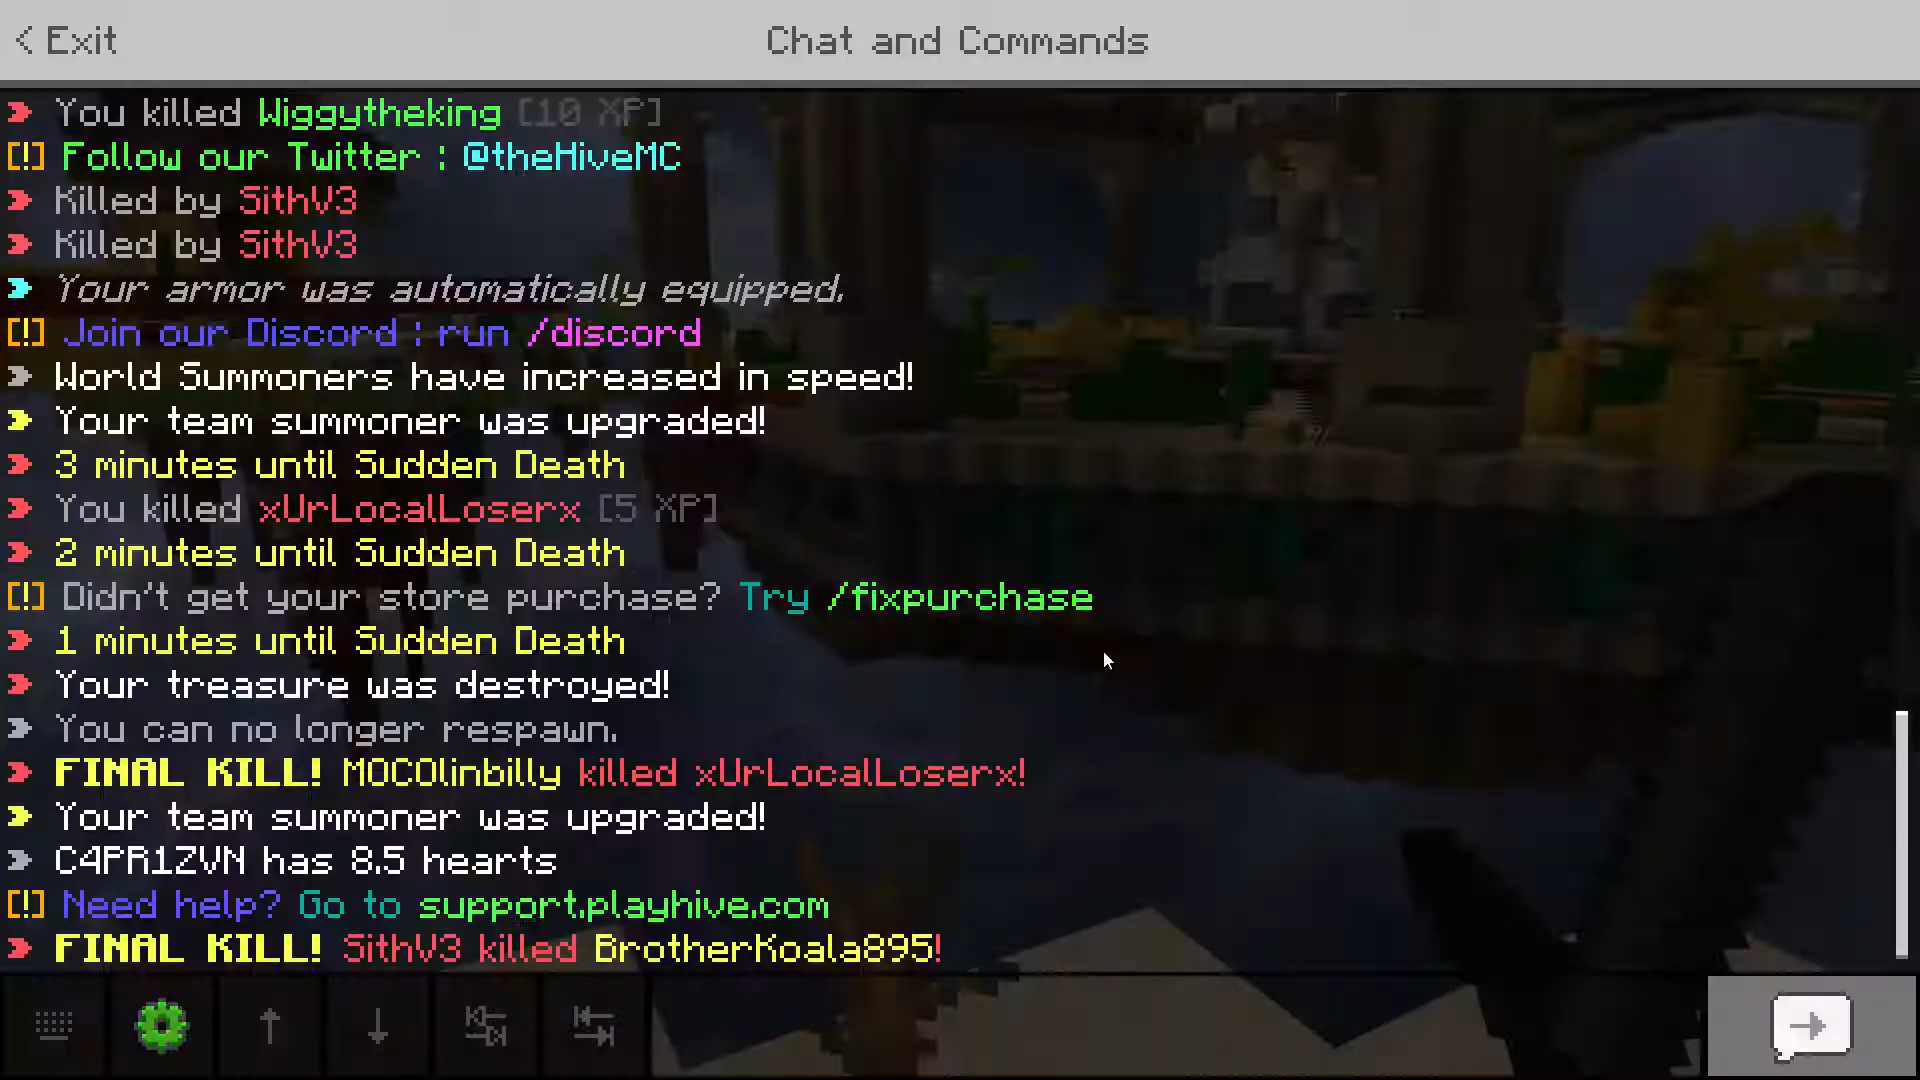 < Exit
Chat and Commands
You killed Wiggytheking [10 XP]
[!] Follow our Twitter : @theHiveMC
Killed by SithV3
Killed by SithV3
Your armor was automatically equipped.
[!] Join our Discord : run /discord
World Summoners have increased in speed!
Your team summoner was upgraded!
3 minutes until Sudden Death
You killed xUrLocalLoserx [5 XP]
2 minutes until Sudden Death
[!] Didn't get your store purchase? Try /fixpurchase
1 minutes until Sudden Death
Your treasure was destroyed!
You can no longer respawn.
FINAL KILL! MOCOlinbilly killed xUrLocalLoserx!
Your team summoner was upgraded!
C4PR1ZVN has 8.5 hearts
[!] Need help? Go to support.playhive.com
FINAL KILL! SithV3 killed BrotherKoala895!